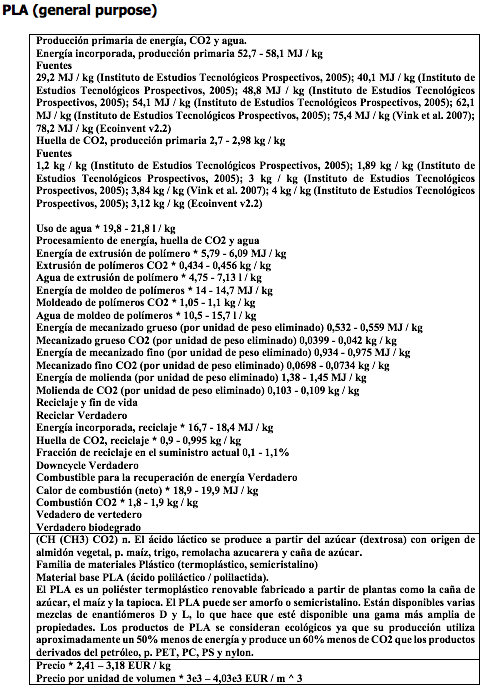 PLA (general purpose)
Producción primaria de energía, CO2 y agua.
Energía incorporada, producción primaria 52,7 - 58,1 MJ / kg
Fuentes
29,2 MJ / kg (Instituto de Estudios Tecnológicos Prospectivos, 2005); 40,1 MJ / kg (Instituto de
Estudios Tecnológicos Prospectivos, 2005); 48,8 MJ / kg (Instituto de Estudios Tecnológicos
Prospectivos, 2005); 54,1 MJ / kg (Instituto de Estudios Tecnológicos Prospectivos, 2005); 62,1
MJ / kg (Instituto de Estudios Tecnológicos Prospectivos, 2005); 75,4 MJ / kg (Vink et al. 2007);
78,2 MJ / kg (Ecoinvent v2.2)
Huella de CO2, producción primaria 2,7 - 2,98 kg / kg
Fuentes
1,2 kg / kg (Instituto de Estudios Tecnológicos Prospectivos, 2005); 1,89 kg / kg (Instituto de
Estudios Tecnológicos Prospectivos, 2005); 3 kg / kg (Instituto de Estudios Tecnológicos
Prospectivos, 2005); 3,84 kg / kg (Vink et al. 2007); 4 kg / kg (Instituto de Estudios Tecnológicos
Prospectivos, 2005); 3,12 kg / kg (Ecoinvent v2.2)
Uso de agua * 19,8 - 21,8 l / kg
Procesamiento de energía, huella de CO2 y agua
Energía de extrusión de polímero * 5,79 - 6,09 MJ / kg
Extrusión de polímeros CO2 * 0,434 - 0,456 kg / kg
Agua de extrusión de polímero * 4,75 - 7,13 l / kg
Energía de moldeo de polímeros * 14 - 14,7 MJ / kg
Moldeado de polímeros CO2 * 1,05 - 1,1 kg / kg
Agua de moldeo de polímeros * 10,5 - 15,7 l / kg
Energía de mecanizado grueso (por unidad de peso eliminado) 0,532 - 0,559 MJ / kg
Mecanizado grueso CO2 (por unidad de peso eliminado) 0,0399 - 0,042 kg / kg
Energía de mecanizado fino (por unidad de peso eliminado) 0,934 - 0,975 MJ / kg
Mecanizado fino CO2 (por unidad de peso eliminado) 0,0698 - 0,0734 kg / kg
Energía de molienda (por unidad de peso eliminado) 1,38 - 1,45 MJ / kg
Molienda de CO2 (por unidad de peso eliminado) 0,103 - 0,109 kg / kg
Reciclaje y fin de vida
Reciclar Verdadero
Energía incorporada, reciclaje * 16,7 - 18,4 MJ / kg
Huella de CO2, reciclaje * 0,9 - 0,995 kg / kg
Fracción de reciclaje en el suministro actual 0,1 - 1,1%
Downcycle Verdadero
Combustible para la recuperación de energía Verdadero
Calor de combustión (neto) * 18,9 - 19,9 MJ / kg
Combustión CO2 * 1,8 - 1,9 kg / kg
Vedadero de vertedero
Verdadero biodegrado
(CH (CH3) CO2) n. El ácido láctico se produce a partir del azúcar (dextrosa) con origen de
almidón vegetal, p. maíz, trigo, remolacha azucarera y caña de azúcar.
Familia de materiales Plástico (termoplástico, semicristalino)
Material base PLA (ácido poliláctico / polilactida).
El PLA es un poliéster termoplástico renovable fabricado a partir de plantas como la caña de
azúcar, el maíz y la tapioca. El PLA puede ser amorfo o semicristalino. Están disponibles varias
mezclas de enantiómeros D y L, lo que hace que esté disponible una gama más amplia de
propiedades. Los productos de PLA se consideran ecológicos ya que su producción utiliza
aproximadamente un 50% menos de energía y produce un 60% menos de CO2 que los productos
derivados del petróleo, p. PET, PC, PS y nylon.
Precio * 2,41 – 3,18 EUR / kg
Precio por unidad de volumen * 3e3 – 4,03e3 EUR / m ^ 3